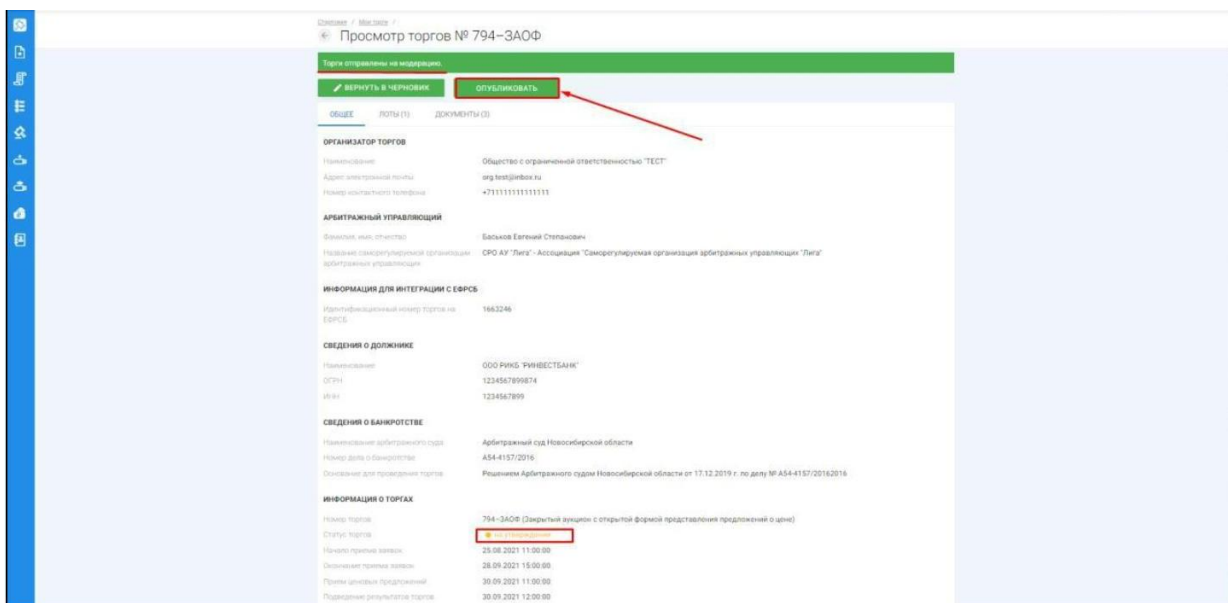 Стартовая / Мои торги /
Просмотр торгов № 794–ЗАОФ
Торги отправлены на модерацию.
ВЕРНУТЬ В ЧЕРНОВИК ОПУБЛИКОВАТЬ
ОБЩЕЕ ЛОТЫ (1) ДОКУМЕНТЫ (3)
ОРГАНИЗАТОР ТОРГОВ
Наименование Общество с ограниченной ответственностью "ТЕСТ"
Адрес электронной почты org.test@inbox.ru
Номер контактного телефона +711111111111111
АРБИТРАЖНЫЙ УПРАВЛЯЮЩИЙ
Фамилия, имя, отчество Баськов Евгений Степанович
Название саморегулируемой организации СРО АУ "Лига" - Ассоциация "Саморегулируемая организация арбитражных управляющих "Лига"
арбитражных управляющих
ИНФОРМАЦИЯ ДЛЯ ИНТЕГРАЦИИ С ЕФРСБ
Идентификационный номер торгов на 1663246
ЕФРСБ
СВЕДЕНИЯ О ДОЛЖНИКЕ
Наименование ООО РИКБ "РИНВЕСТБАНК"
ОГРН 1234567899874
ИНН 1234567899
СВЕДЕНИЯ О БАНКРОТСТВЕ
Наименование арбитражного суда Арбитражный суд Новосибирской области
Номер дела о банкротстве А54-4157/2016
Основание для проведения торгов Решением Арбитражного судом Новосибирской области от 17.12.2019 г. по делу № А54-4157/20162016
ИНФОРМАЦИЯ О ТОРГАХ
Номер торгов 794–ЗАОФ (Закрытый аукцион с открытой формой представления предложений о цене)
Статус торгов на утверждении
Начало приема заявок 25.08.2021 11:00:00
Окончание приема заявок 28.09.2021 15:00:00
Прием ценовых предложений 30.09.2021 11:00:00
Подведение результатов торгов 30.09.2021 12:00:00